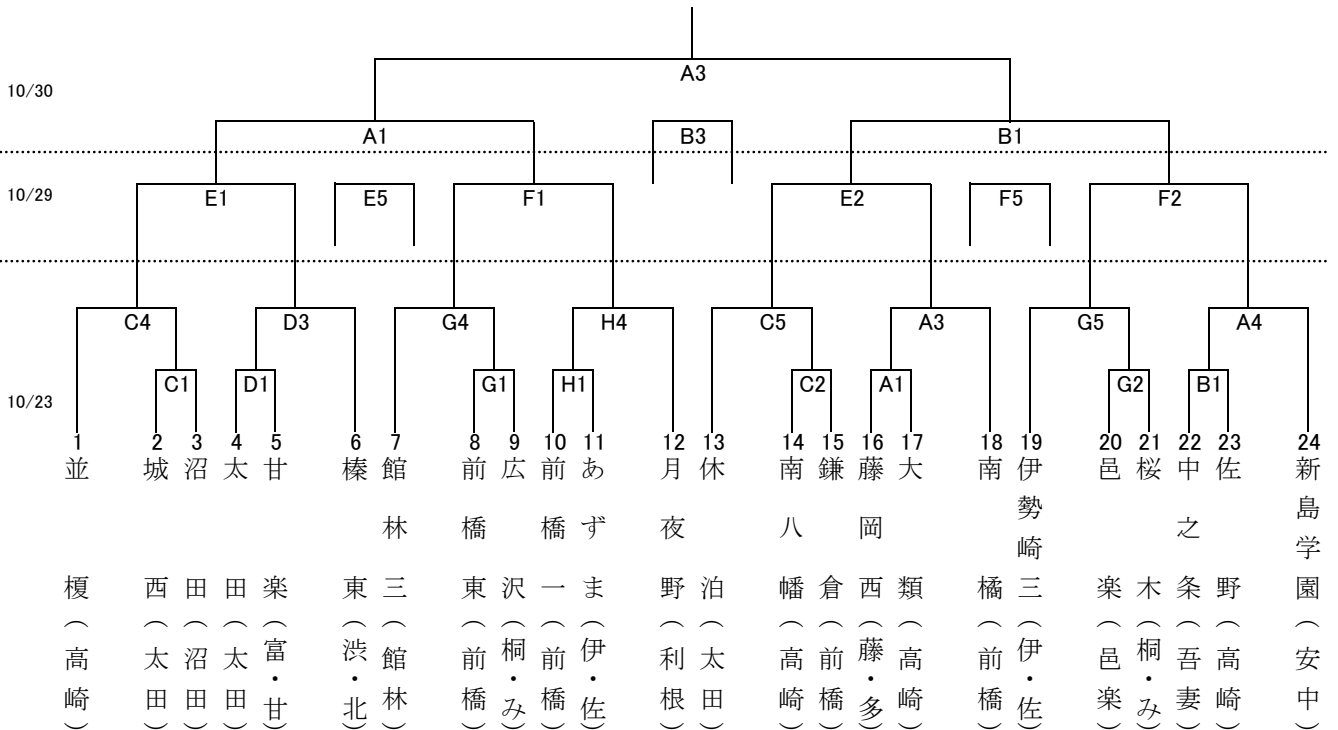 A3
10/30
A1 B3 B1
10/29
E1 E5 F1 E2 F5 F2
C4 D3 G4 H4 C5 A3 G5 A4
10/23
C1 D1 G1 H1 C2 A1 G2 B1
1 2 3 4 5 6 7 8 9 10 11 12 13 14 15 16 17 18 19 20 21 22 23 24
並榎(高崎)
城西(太田)
沼田(沼田)
太田(太田)
甘楽(富・甘)
榛東(渋・北)
館林三(館林)
前橋東(前橋)
広沢(桐・み)
前橋一(前橋)
あずま(伊・佐)
月夜野(利根)
休泊(太田)
南八幡(高崎)
鎌倉(前橋)
藤岡西(藤・多)
大類(高崎)
南橘(前橋)
伊勢崎三(伊・佐)
邑楽(邑楽)
桜木(桐・み)
中之条(吾妻)
佐野(高崎)
新島学園(安中)